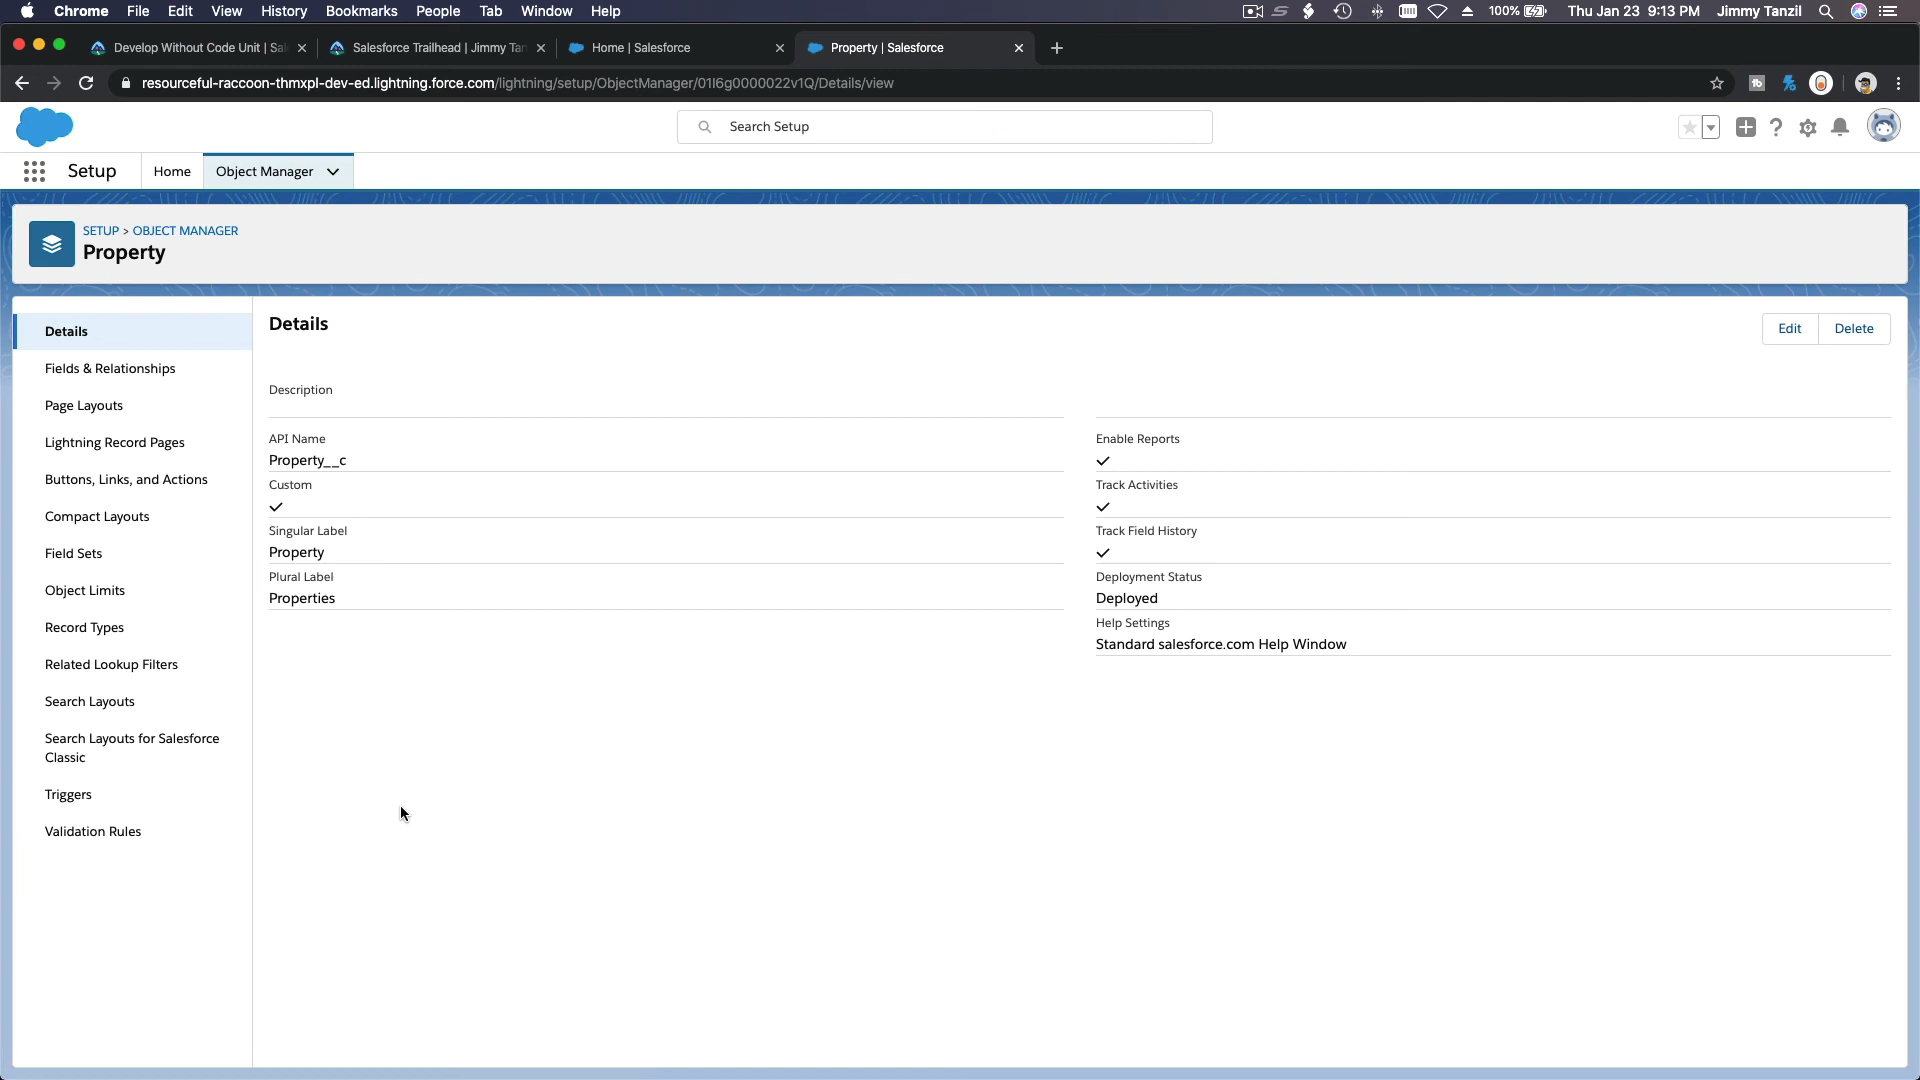 Chrome File Edit View History Bookmarks People Tab Window Help 100% Thu Jan 23 9:13 PM Jimmy Tanzil
Develop Without Code Unit | Sal Salesforce Trailhead | Jimmy Tan Home | Salesforce Property | Salesforce
resourceful-raccoon-thmxpl-dev-ed.lightning.force.com/lightning/setup/ObjectManager/01I6g0000022v1Q/Details/view
Search Setup
Setup Home Object Manager
SETUP > OBJECT MANAGER
Property
Details
Fields & Relationships
Page Layouts
Lightning Record Pages
Buttons, Links, and Actions
Compact Layouts
Field Sets
Object Limits
Record Types
Related Lookup Filters
Search Layouts
Search Layouts for Salesforce
Classic
Triggers
Validation Rules
Details
Edit Delete
Description
API Name
Property__c
Custom
Singular Label
Property
Plural Label
Properties
Enable Reports
Track Activities
Track Field History
Deployment Status
Deployed
Help Settings
Standard salesforce.com Help Window